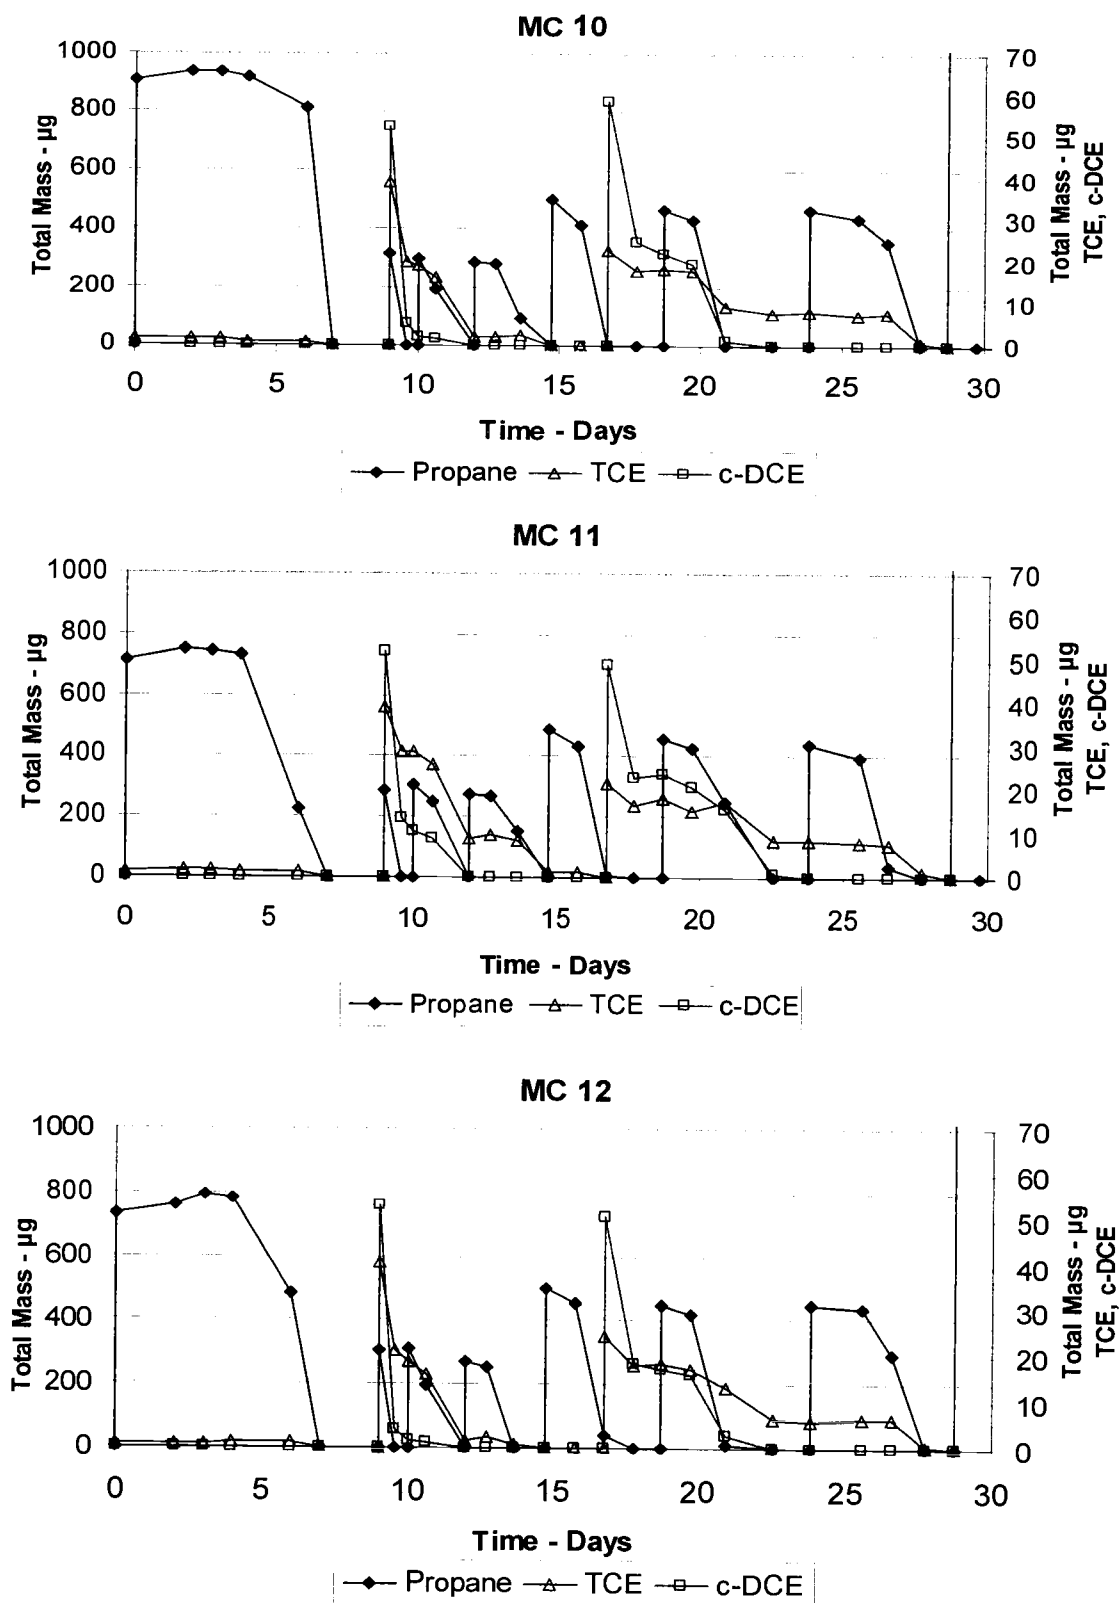 MC 10
1000
800
600
400
200
0
Total Mass - µg
70
60
50
40
30
20
10
0
Total Mass - µg
TCE, c-DCE
0 5 10 15 20 25 30
Time - Days
Propane TCE c-DCE
MC 11
1000
800
600
400
200
0
Total Mass - µg
70
60
50
40
30
20
10
0
Total Mass - µg
TCE, c-DCE
0 5 10 15 20 25 30
Time - Days
Propane TCE c-DCE
MC 12
1000
800
600
400
200
0
Total Mass - µg
70
60
50
40
30
20
10
0
Total Mass - µg
TCE, c-DCE
0 5 10 15 20 25 30
Time - Days
Propane TCE c-DCE